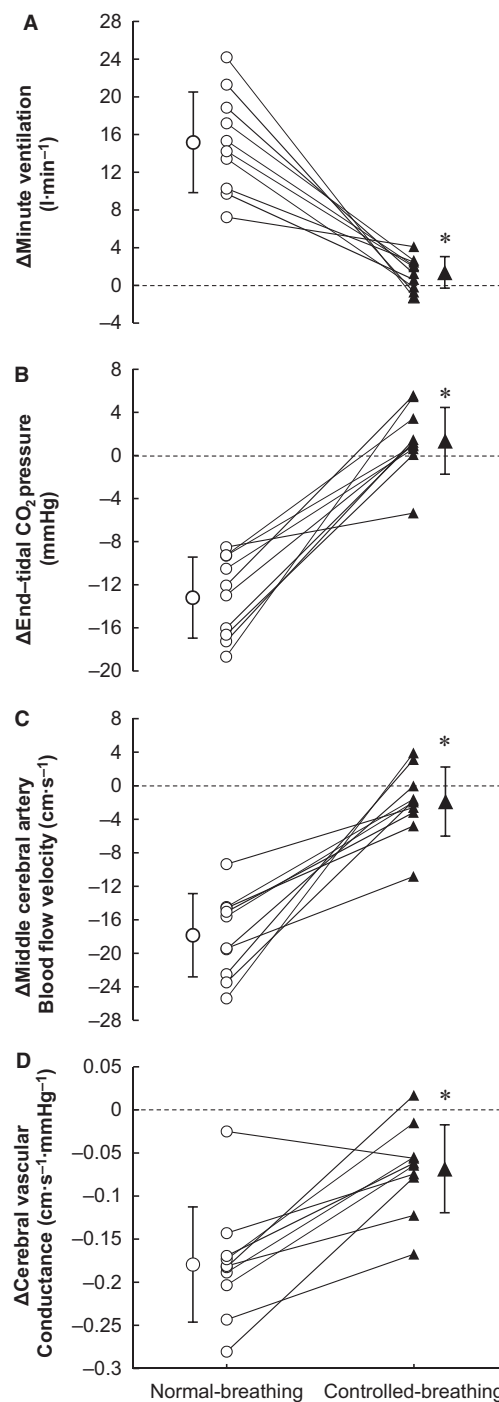 A
ΔMinute ventilation
(l·min⁻¹)
28
24
20
16
12
8
4
0
–4
*
B
ΔEnd–tidal CO₂ pressure
(mmHg)
8
4
0
–4
–8
–12
–16
–20
*
C
ΔMiddle cerebral artery
Blood flow velocity (cm·s⁻¹)
8
4
0
–4
–8
–12
–16
–20
–24
–28
*
D
ΔCerebral vascular
Conductance (cm·s⁻¹·mmHg⁻¹)
0.05
0
–0.05
–0.1
–0.15
–0.2
–0.25
–0.3
*
Normal-breathing
Controlled-breathing